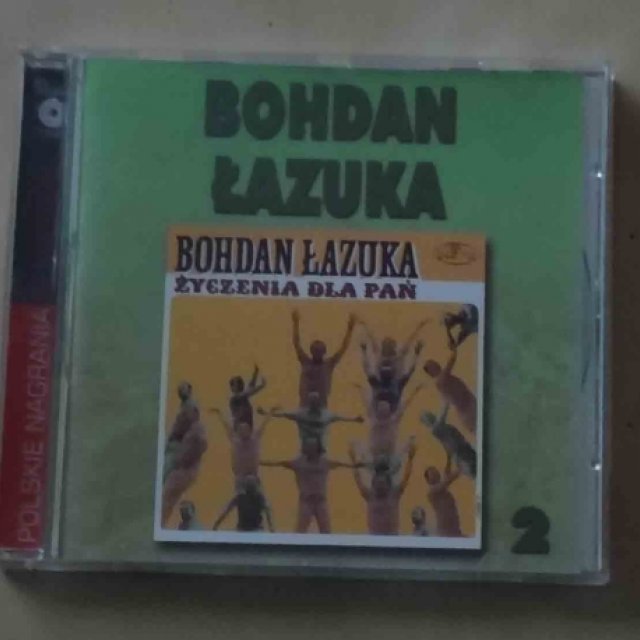 BOHDAN
ŁAZUKA
BOHDAN ŁAZUKA
ŻYCZENIA DLA PAŃ
POLSKIE NAGRANIA
2